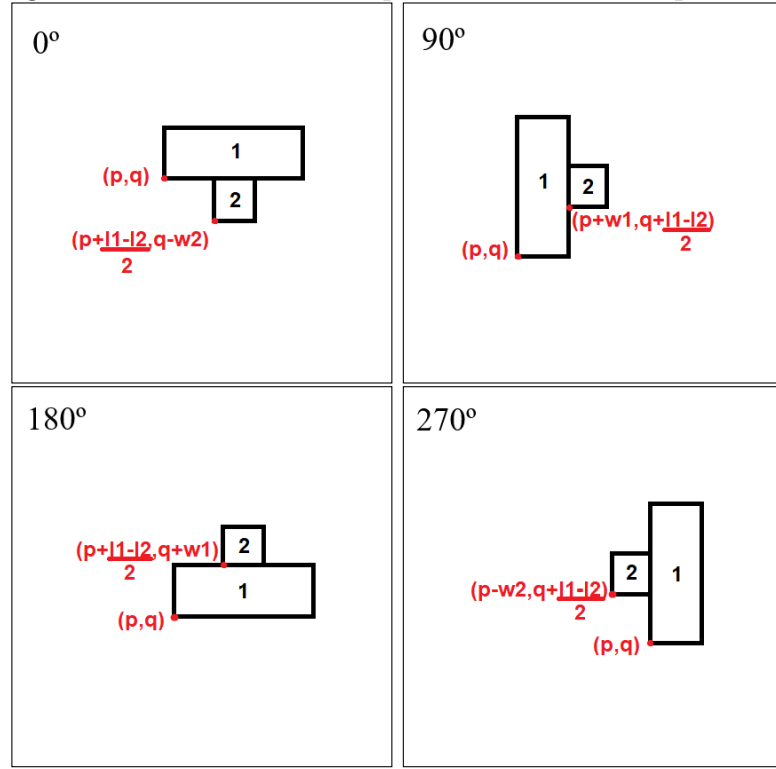 0º
1
(p,q)
2
(p+l1-l2,q-w2)
2
90º
1
2
(p+w1,q+l1-l2)
2
(p,q)
180º
2
(p+l1-l2,q+w1)
2
1
(p,q)
270º
2
1
(p-w2,q+l1-l2)
2
(p,q)